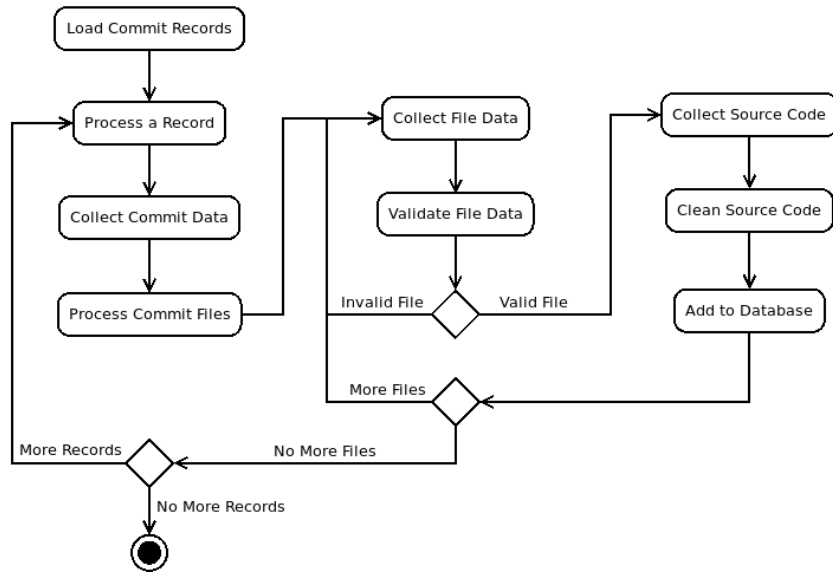 Load Commit Records
Process a Record
Collect File Data
Collect Source Code
Collect Commit Data
Validate File Data
Clean Source Code
Process Commit Files
Invalid File
Valid File
Add to Database
More Files
More Records
No More Files
No More Records